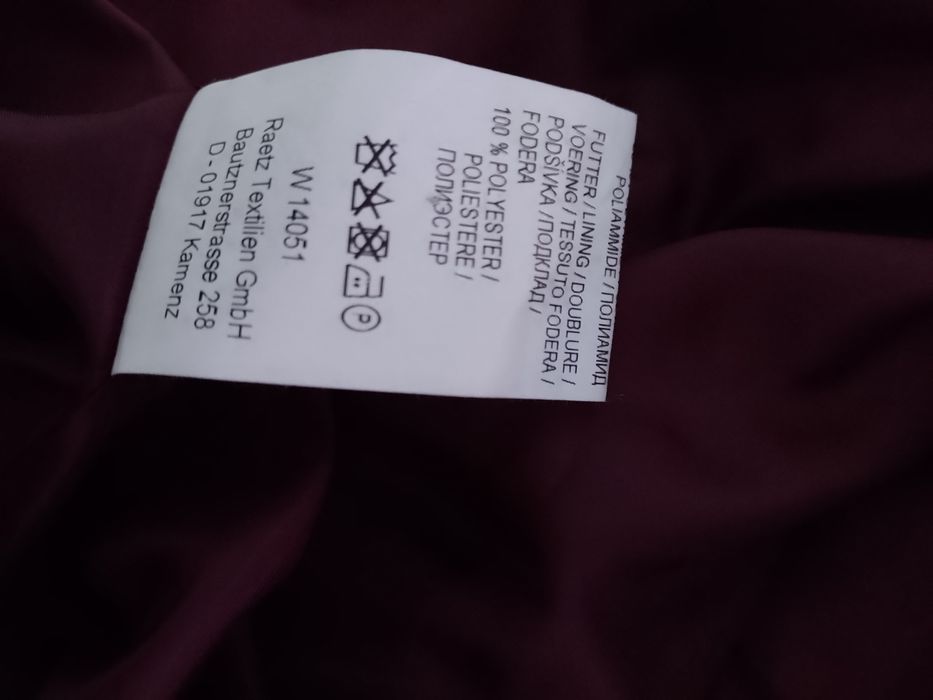 POLIAMMIDE / ПОЛИАМИД
FUTTER / LINING / DOUBLURE /
VOERING / TESSUTO FODERA /
PODŠÍVKA / ПОДКЛАД /
FODERA
100 % POLYESTER /
POLIESTERE /
ПОЛИЭСТЕР
P
W 14051
Raetz Textilien GmbH
Bautznerstrasse 258
D - 01917 Kamenz